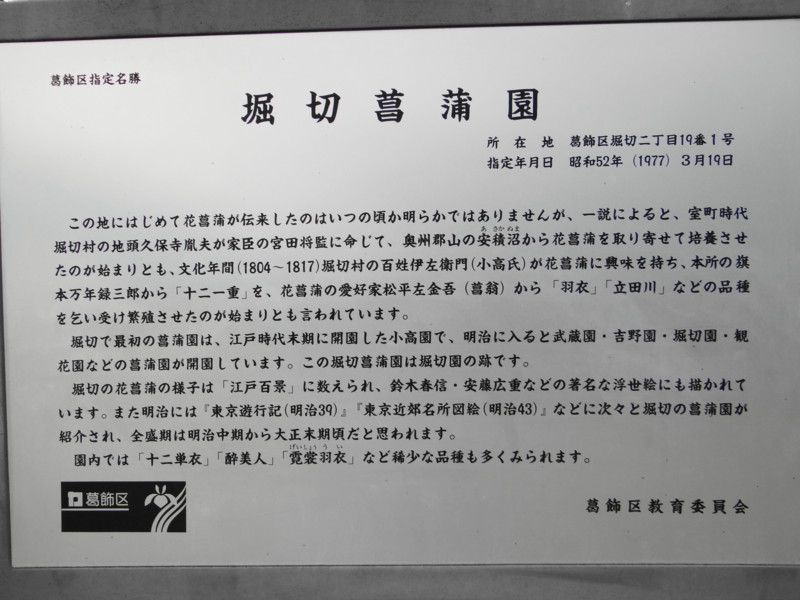 葛飾区指定名勝
堀切菖蒲園
所在地 葛飾区堀切二丁目19番1号
指定年月日 昭和52年（1977）3月19日
この地にはじめて花菖蒲が伝来したのはいつの頃か明らかではありませんが、一説によると、室町時代
堀切村の地頭久保寺胤夫が家臣の宮田将監に命じて、奥州郡山の安積沼から花菖蒲を取り寄せて培養させ
あさかぬま
たのが始まりとも、文化年間(1804～1817)堀切村の百姓伊左衛門(小高氏)が花菖蒲に興味を持ち、本所の旗
本万年録三郎から「十二一重」を、花菖蒲の愛好家松平左金吾（菖翁）から「羽衣」「立田川」などの品種
を乞い受け繁殖させたのが始まりとも言われています。
堀切で最初の菖蒲園は、江戸時代末期に開園した小高園で、明治に入ると武蔵園・吉野園・堀切園・観
花園などの菖蒲園が開園しています。この堀切菖蒲園は堀切園の跡です。
堀切の花菖蒲の様子は「江戸百景」に数えられ、鈴木春信・安藤広重などの著名な浮世絵にも描かれて
います。また明治には『東京遊行記(明治39)』『東京近郊名所図絵(明治43)』などに次々と堀切の菖蒲園が
紹介され、全盛期は明治中期から大正末期頃だと思われます。
げいしょううい
園内では「十二単衣」「酔美人」「霓裳羽衣」など稀少な品種も多くみられます。
葛飾区
葛飾区教育委員会